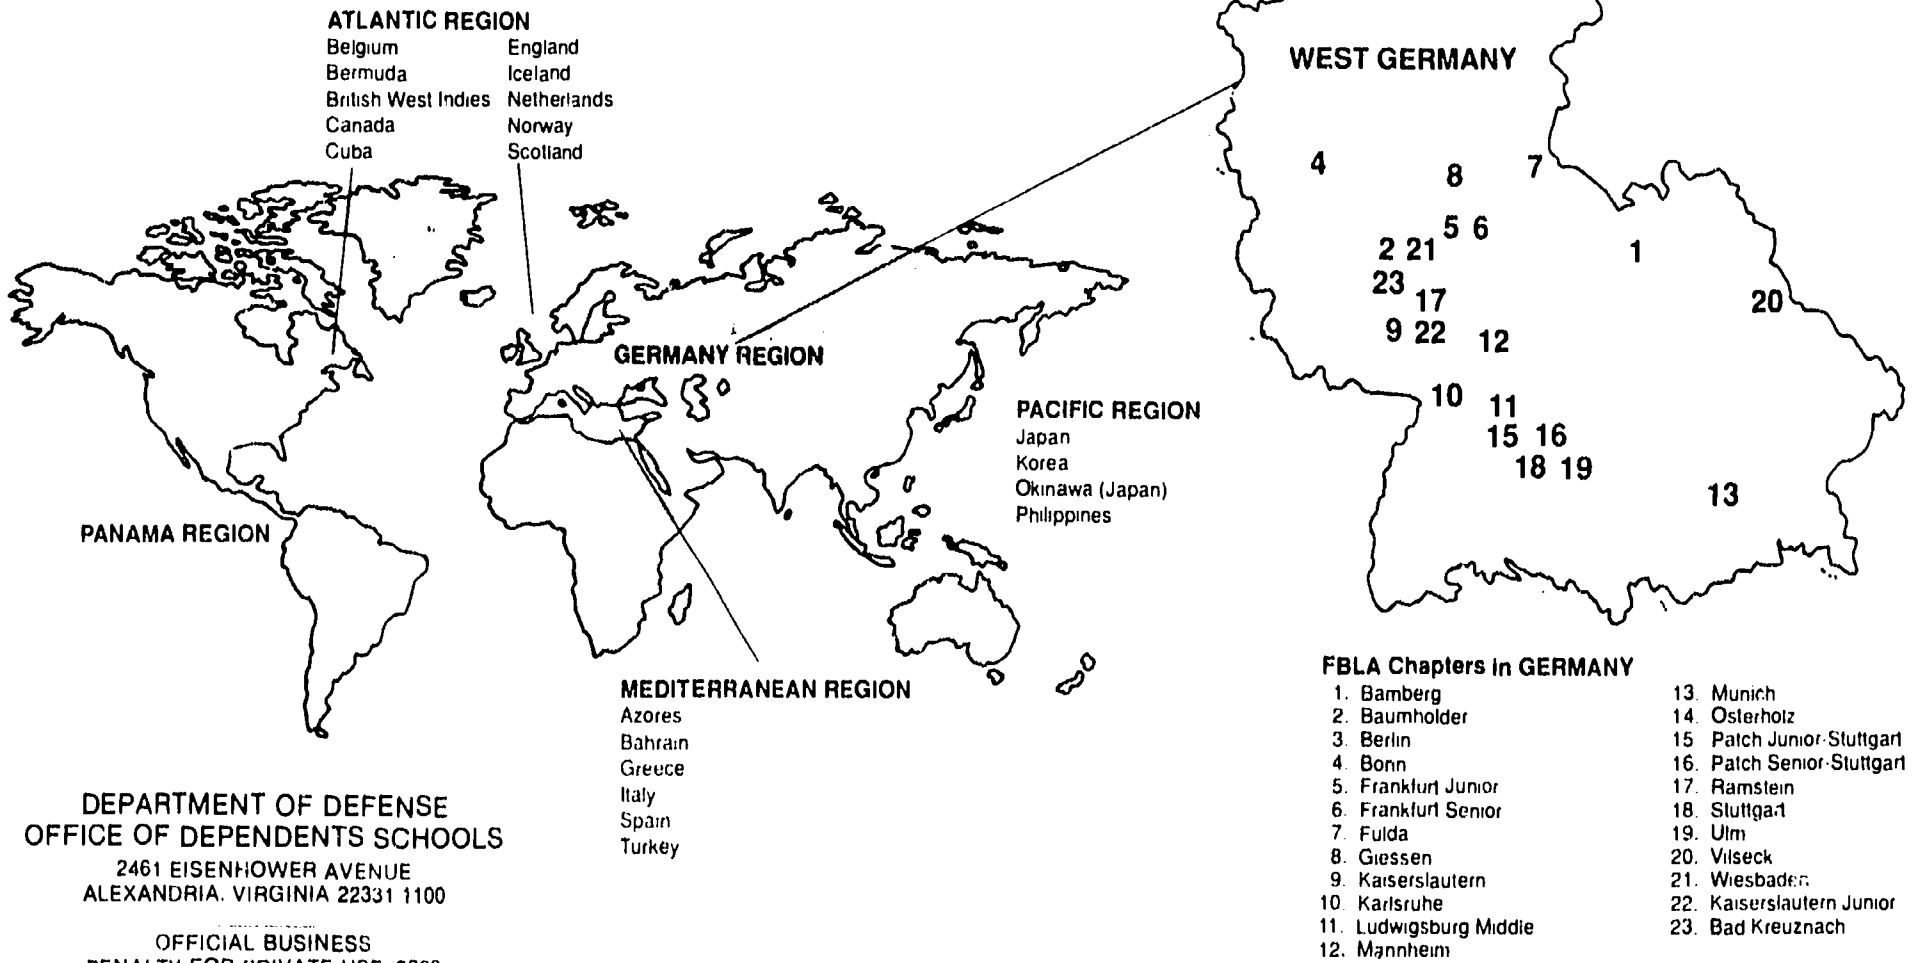 ATLANTIC REGION
Belgium
Bermuda
British West Indies
Canada
Cuba
England
Iceland
Netherlands
Norway
Scotland
WEST GERMANY
4
8
7
5 6
2 21
1
23
17
20
9 22
12
10
11
15 16
18 19
13
GERMANY REGION
PACIFIC REGION
Japan
Korea
Okinawa (Japan)
Philippines
PANAMA REGION
MEDITERRANEAN REGION
Azores
Bahrain
Greece
Italy
Spain
Turkey
DEPARTMENT OF DEFENSE
OFFICE OF DEPENDENTS SCHOOLS
2461 EISENHOWER AVENUE
ALEXANDRIA, VIRGINIA 22331 1100
OFFICIAL BUSINESS
PENALTY FOR PRIVATE USE
FBLA Chapters in GERMANY
1. Bamberg
2. Baumholder
3. Berlin
4. Bonn
5. Frankfurt Junior
6. Frankfurt Senior
7. Fulda
8. Giessen
9. Kaiserslautern
10. Karlsruhe
11. Ludwigsburg Middle
12. Mannheim
13. Munich
14. Osterholz
15 Patch Junior-Stuttgart
16. Patch Senior-Stuttgart
17. Ramstein
18. Stuttgart
19. Ulm
20. Vilseck
21. Wiesbaden
22. Kaiserslautern Junior
23. Bad Kreuznach